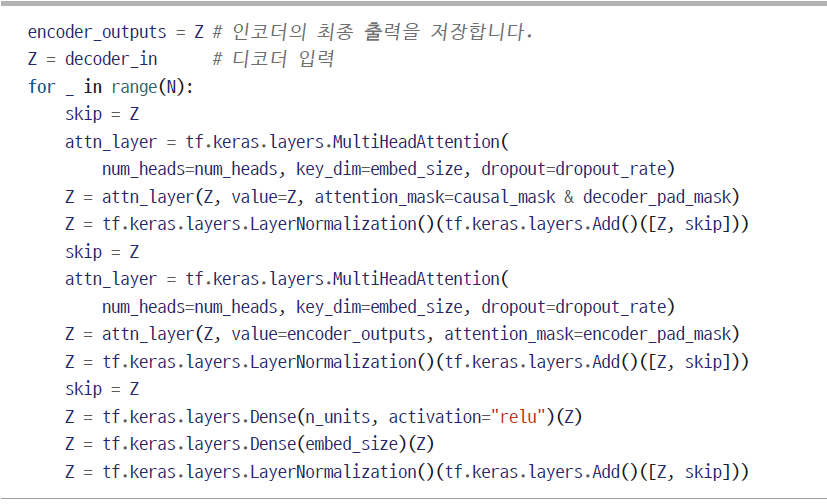 encoder_outputs = Z # 인코더의 최종 출력을 저장합니다.
Z = decoder_in      # 디코더 입력
for _ in range(N):
    skip = Z
    attn_layer = tf.keras.layers.MultiHeadAttention(
        num_heads=num_heads, key_dim=embed_size, dropout=dropout_rate)
    Z = attn_layer(Z, value=Z, attention_mask=causal_mask & decoder_pad_mask)
    Z = tf.keras.layers.LayerNormalization()(tf.keras.layers.Add()([Z, skip]))
    skip = Z
    attn_layer = tf.keras.layers.MultiHeadAttention(
        num_heads=num_heads, key_dim=embed_size, dropout=dropout_rate)
    Z = attn_layer(Z, value=encoder_outputs, attention_mask=encoder_pad_mask)
    Z = tf.keras.layers.LayerNormalization()(tf.keras.layers.Add()([Z, skip]))
    skip = Z
    Z = tf.keras.layers.Dense(n_units, activation="relu")(Z)
    Z = tf.keras.layers.Dense(embed_size)(Z)
    Z = tf.keras.layers.LayerNormalization()(tf.keras.layers.Add()([Z, skip]))